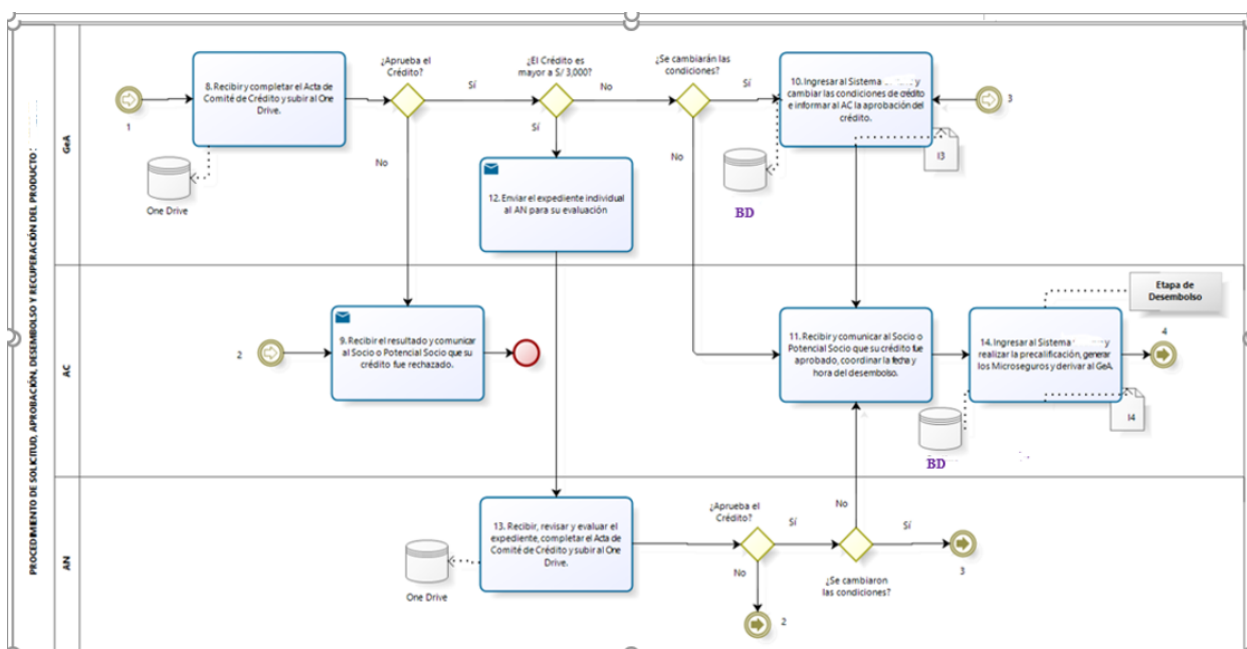 PROCEDIMIENTO DE SOLICITUD, APROBACIÓN, DESEMBOLSO Y RECUPERACIÓN DEL PRODUCTO:
GeA
1
8. Recibir y completar el Acta de
Comité de Crédito y subir al One
Drive.
One Drive
¿Aprueba el
Crédito?
Sí
No
¿El Crédito es
mayor a S/ 3,000?
No
Sí
¿Se cambiarán las
condiciones?
Sí
No
10. Ingresar al Sistema y
cambiar las condiciones de crédito
e informar al AC la aprobación del
crédito.
3
I3
BD
12. Enviar el expediente individual
al AN para su evaluación
AC
2
9. Recibir el resultado y comunicar
al Socio o Potencial Socio que su
crédito fue rechazado.
11. Recibir y comunicar al Socio o
Potencial Socio que su crédito fue
aprobado, coordinar la fecha y
hora del desembolso.
14. Ingresar al Sistema y
realizar la precalificación, generar
los Microseguros y derivar al GeA.
Etapa de
Desembolso
4
I4
BD
AN
13. Recibir, revisar y evaluar el
expediente, completar el Acta de
Comité de Crédito y subir al One
Drive.
One Drive
¿Aprueba el
Crédito?
Sí
No
2
No
Sí
¿Se cambiaron
las condiciones?
3